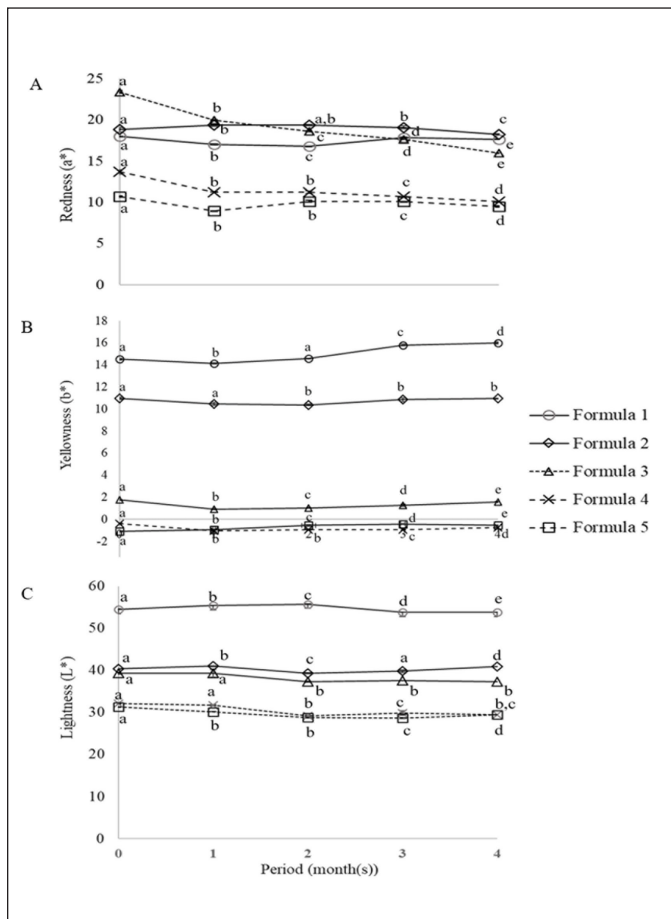 A
Redness (a*)
25
20
15
10
5
0
a
a
a
a
a
b
b
b
b
b
a,b
c
b
b
b
d
d
c
c
c
e
e
d
d
B
Yellowness (b*)
18
16
14
12
10
8
6
4
2
0
-2
a
b
a
c
d
a
a
b
b
b
a
b
c
d
e
a
a
b
b
c
b
d
c
e
d
2
3
4
Formula 1
Formula 2
Formula 3
Formula 4
Formula 5
C
Lightness (L*)
60
50
40
30
20
10
0
a
b
c
d
e
a
b
c
a
d
a
a
b
b
b
a
a
b
c
b,c
a
b
b
c
d
0
1
2
3
4
Period (month(s))